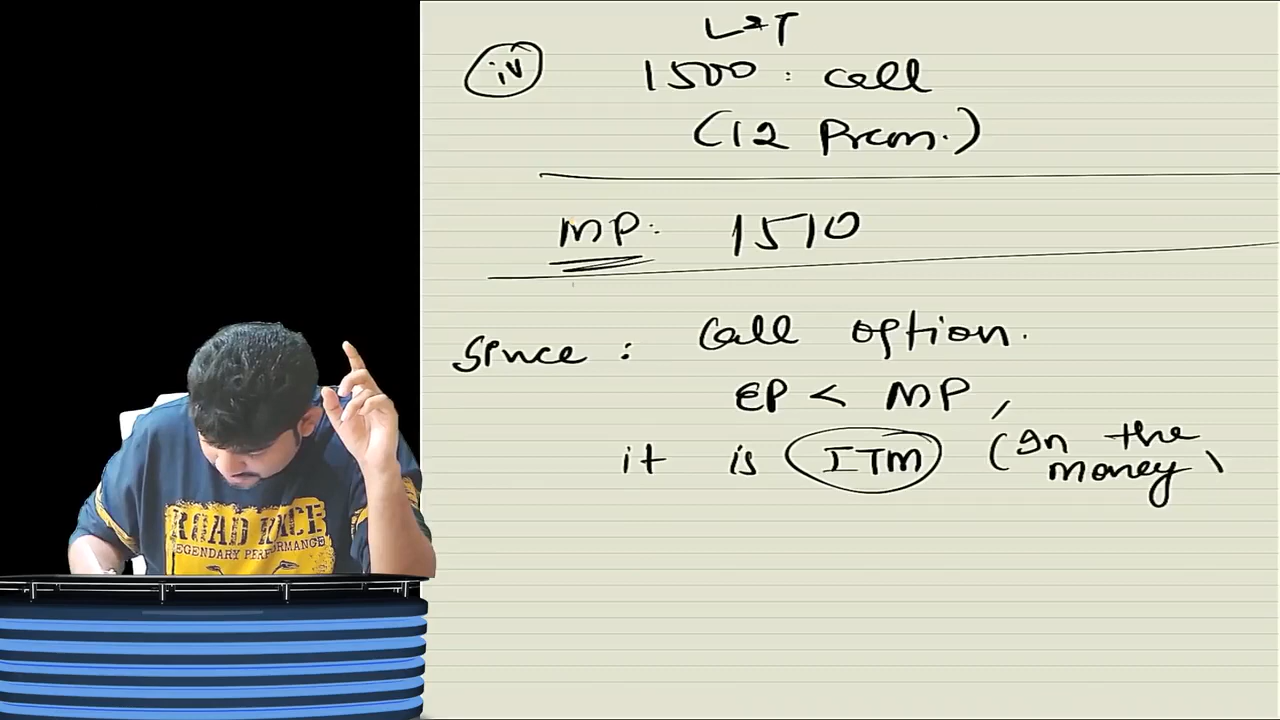 L&T
iv 1500 : call
(12 Prem.)
MP: 1510
Since : Call option.
EP < MP,
it is ITM (In the
money)
ROAD RACE
LEGENDARY PERFORMANCE